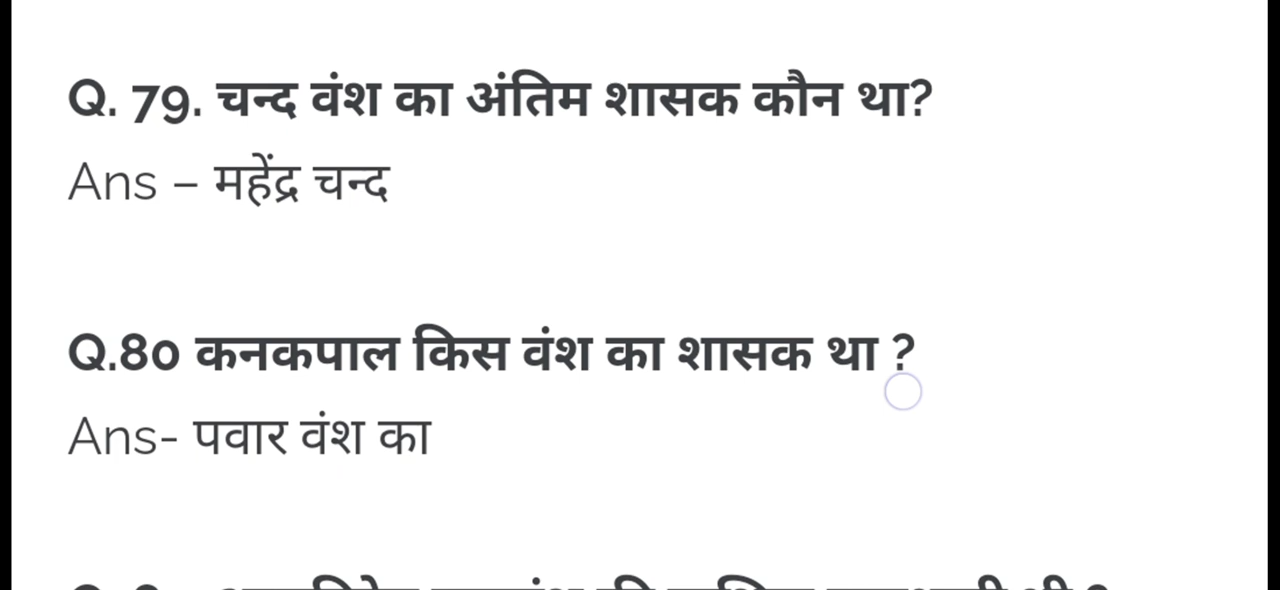 Q. 79. चन्द वंश का अंतिम शासक कौन था?
Ans – महेंद्र चन्द
Q.80 कनकपाल किस वंश का शासक था ?
Ans- पवार वंश का